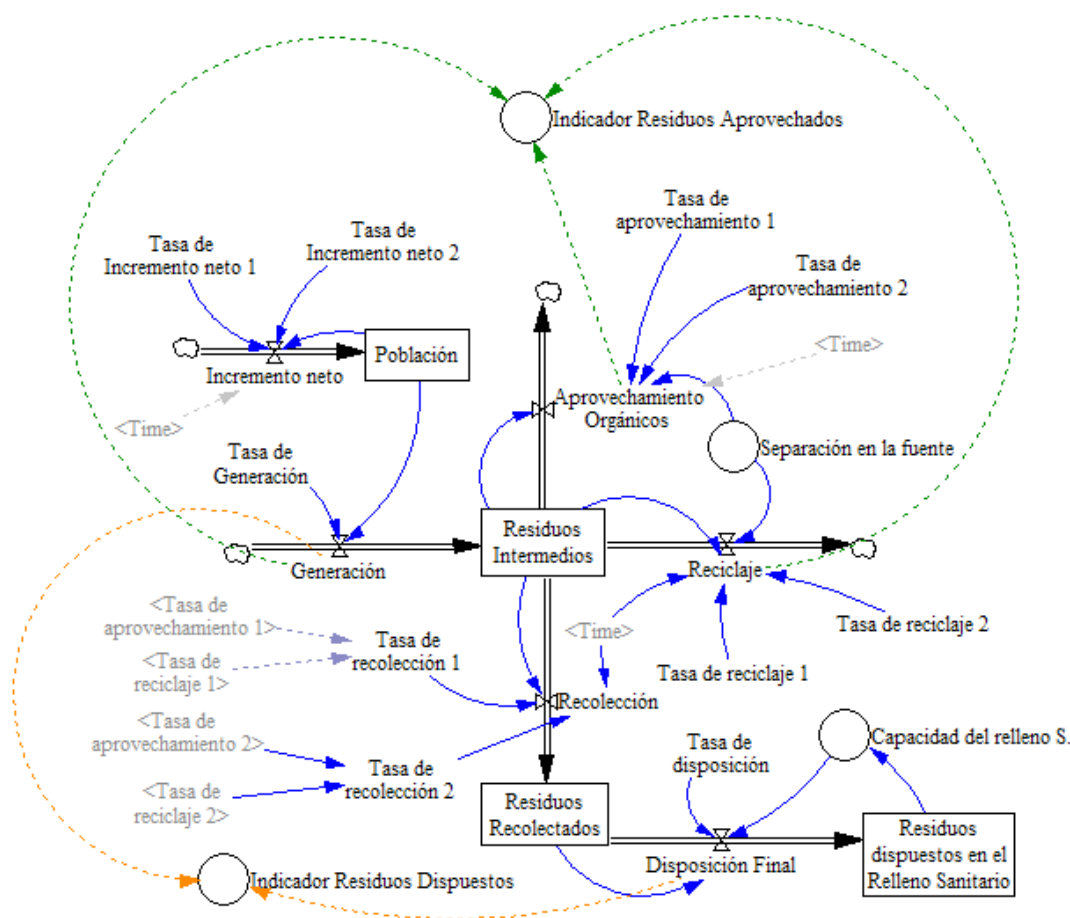 Indicador Residuos Aprovechados
Tasa de
aprovechamiento 1
Tasa de
Incremento neto 1
Tasa de
Incremento neto 2
Tasa de
aprovechamiento 2
Población
Incremento neto
<Time>
<Time>
Aprovechamiento
Orgánicos
Separación en la fuente
Tasa de
Generación
Residuos
Intermedios
Generación
Reciclaje
<Tasa de
aprovechamiento 1>
<Tasa de
reciclaje 1>
Tasa de
recolección 1
<Time>
Tasa de reciclaje 2
Tasa de reciclaje 1
Recolección
<Tasa de
aprovechamiento 2>
<Tasa de
reciclaje 2>
Tasa de
recolección 2
Tasa de
disposición
Capacidad del relleno S.
Residuos
Recolectados
Disposición Final
Residuos
dispuestos en el
Relleno Sanitario
Indicador Residuos Dispuestos